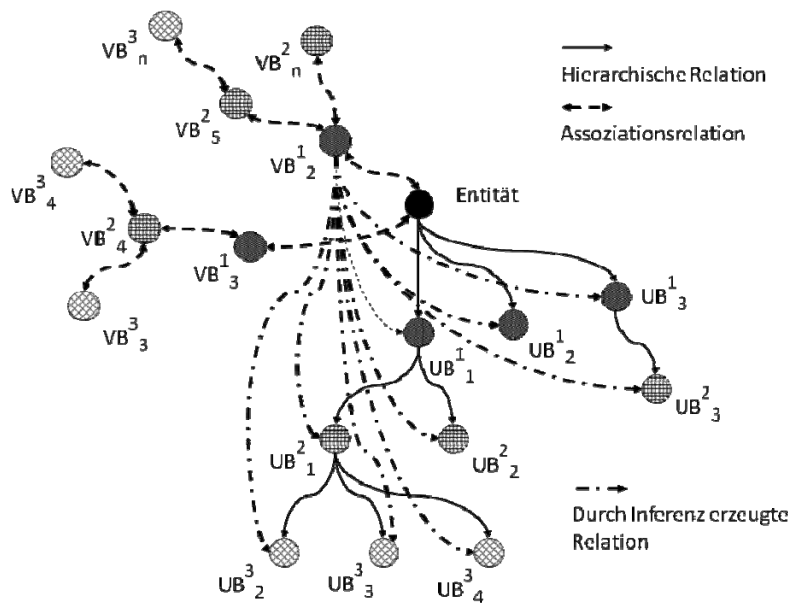 VB³ₙ
VB²ₙ
Hierarchische Relation
VB²₅
Assoziationsrelation
VB¹₂
VB³₄
Entität
VB²₄
VB¹₃
UB¹₃
VB³₃
UB¹₂
UB¹₁
UB²₃
UB²₁
UB²₂
Durch Inferenz erzeugte
Relation
UB³₂
UB³₃
UB³₄